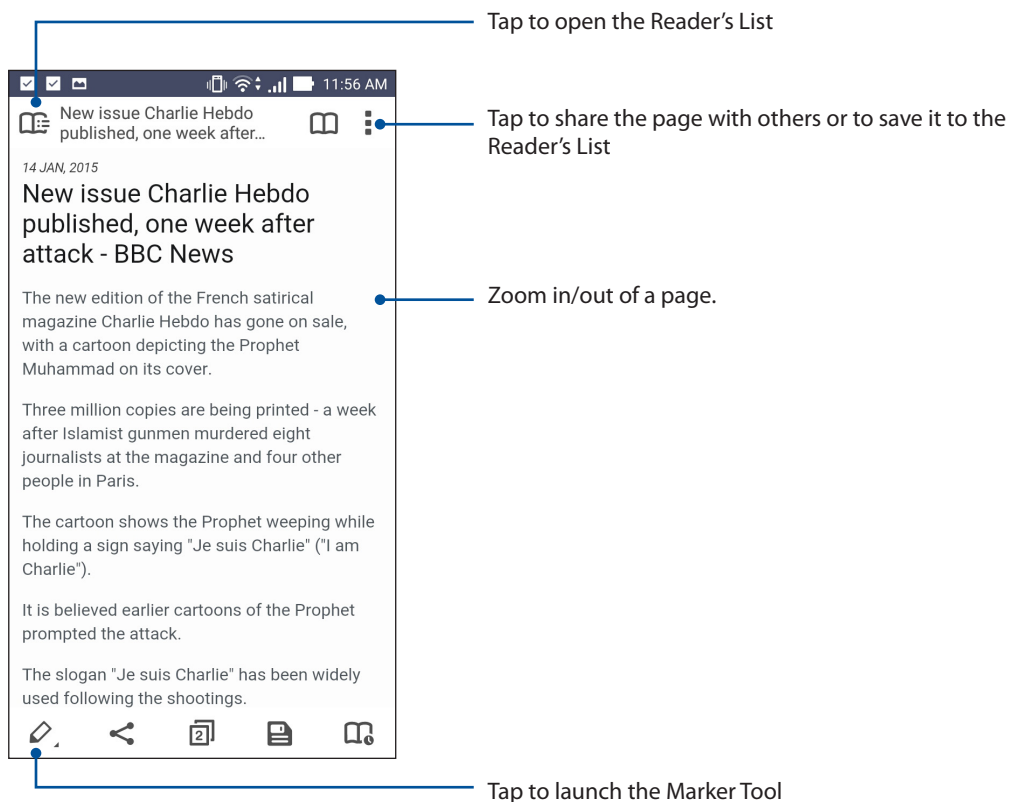 Tap to open the Reader’s List
11:56 AM
New issue Charlie Hebdo
published, one week after...
Tap to share the page with others or to save it to the
Reader’s List
14 JAN, 2015
New issue Charlie Hebdo
published, one week after
attack - BBC News
The new edition of the French satirical
magazine Charlie Hebdo has gone on sale,
with a cartoon depicting the Prophet
Muhammad on its cover.
Zoom in/out of a page.
Three million copies are being printed - a week
after Islamist gunmen murdered eight
journalists at the magazine and four other
people in Paris.
The cartoon shows the Prophet weeping while
holding a sign saying "Je suis Charlie" ("I am
Charlie").
It is believed earlier cartoons of the Prophet
prompted the attack.
The slogan "Je suis Charlie" has been widely
used following the shootings.
2
Tap to launch the Marker Tool